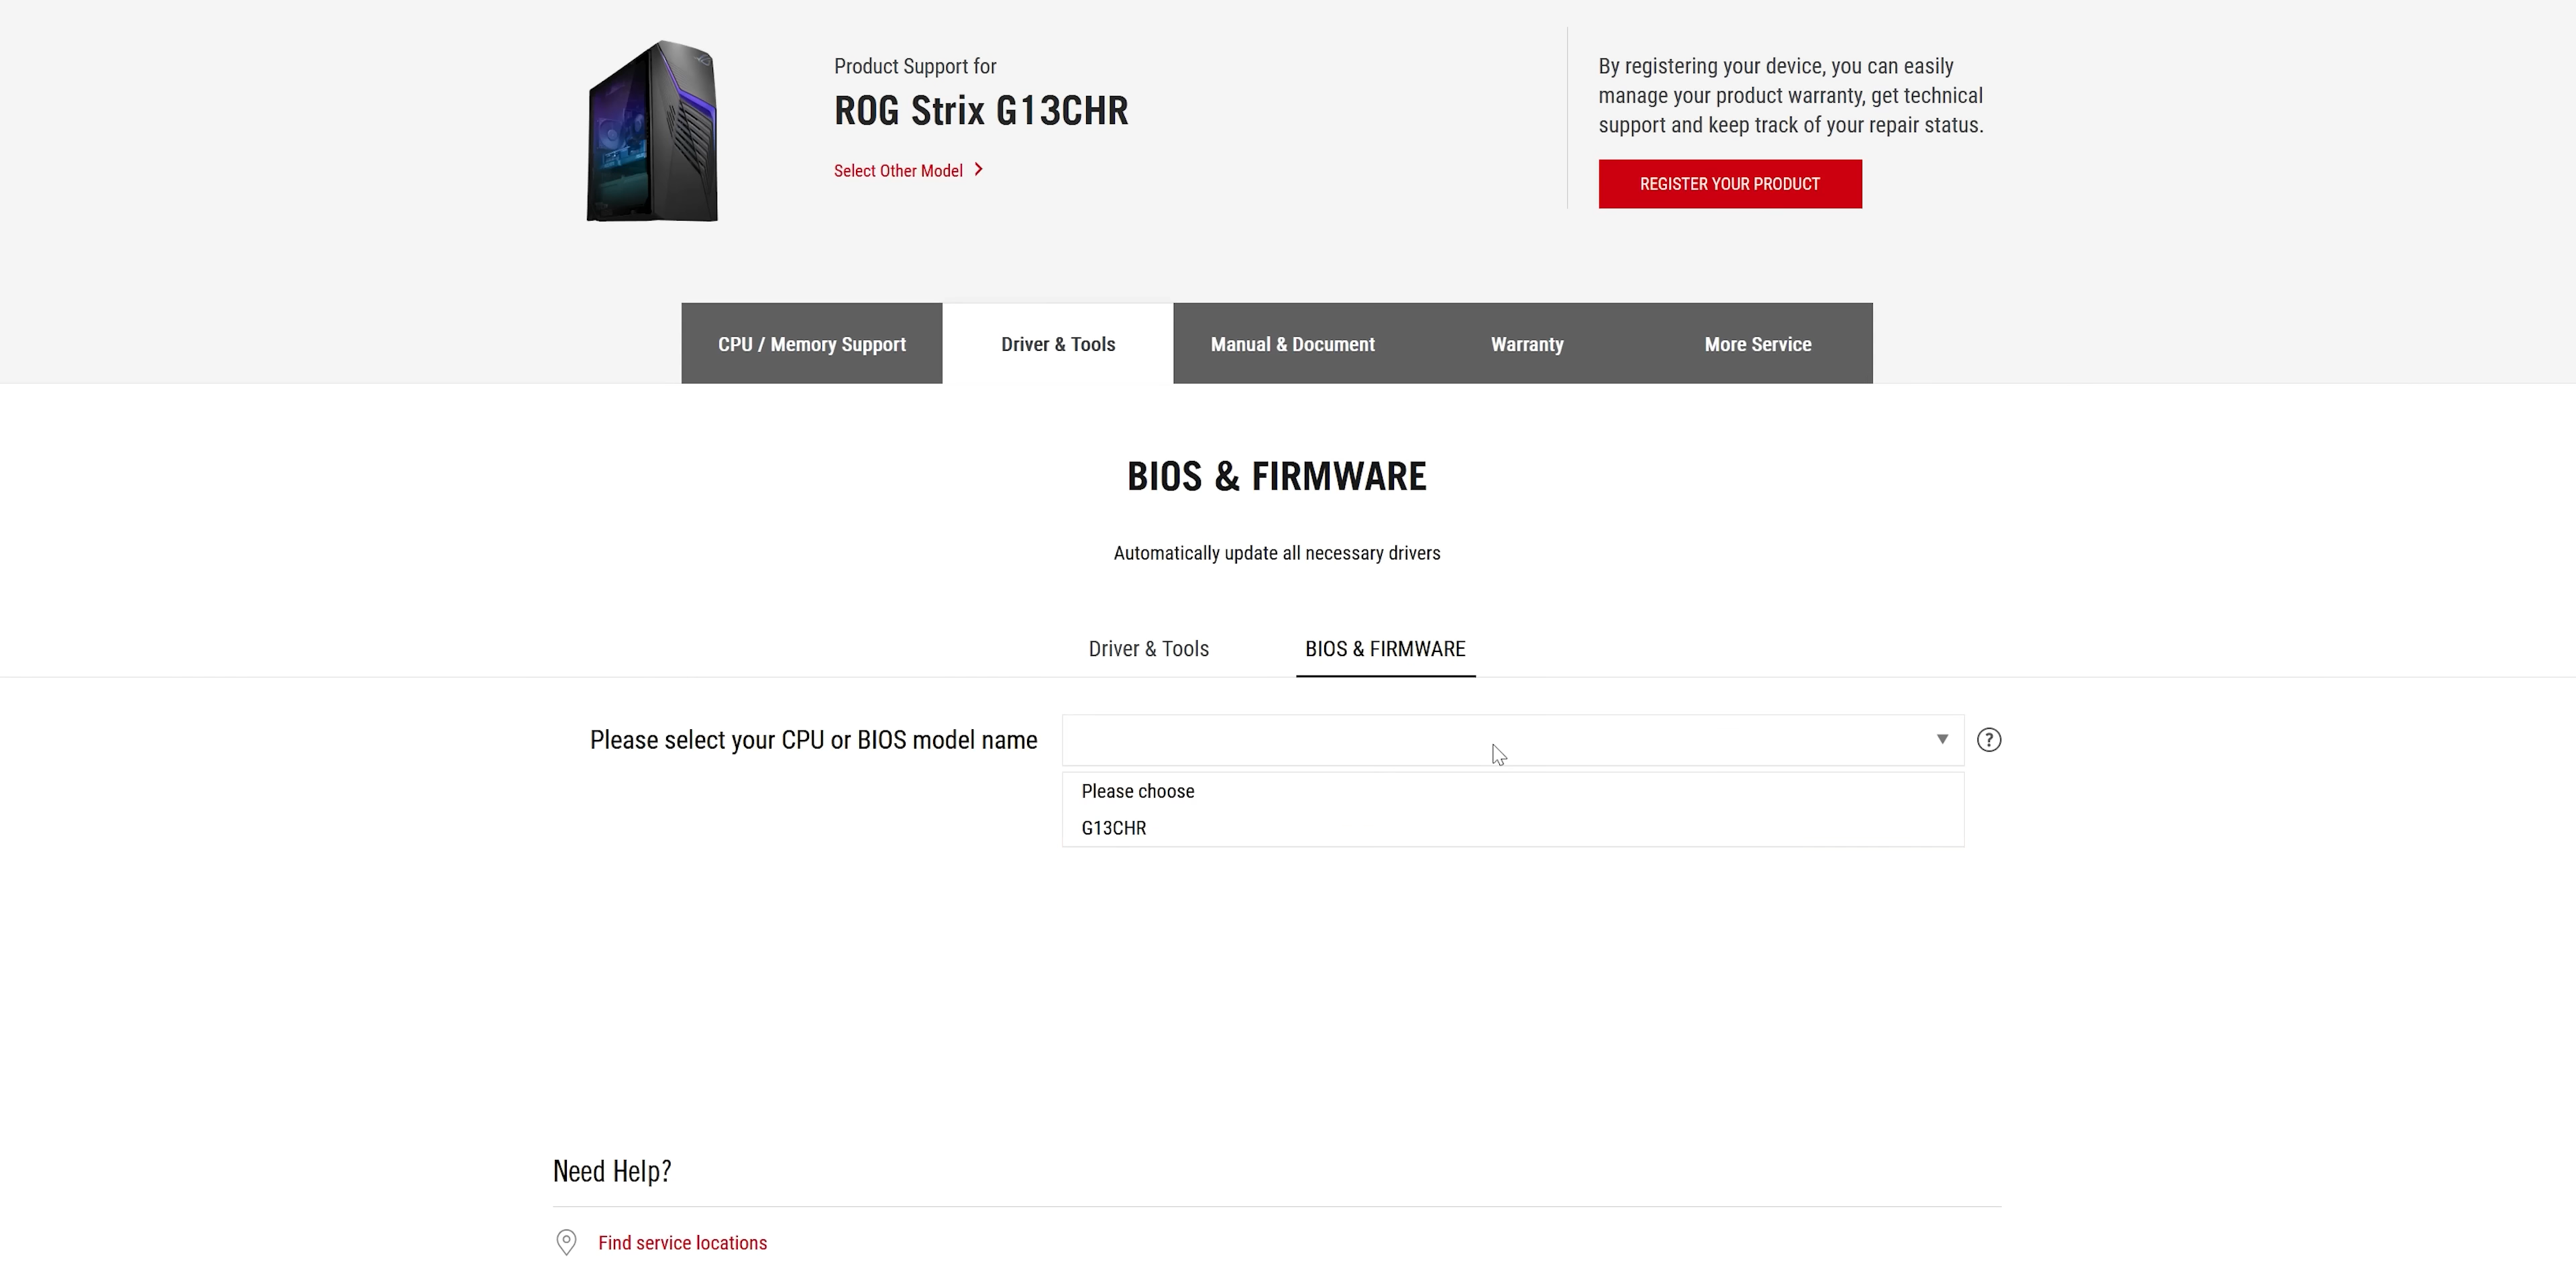 Product Support for
ROG Strix G13CHR
Select Other Model
By registering your device, you can easily
manage your product warranty, get technical
support and keep track of your repair status.
REGISTER YOUR PRODUCT
CPU / Memory Support
Driver & Tools
Manual & Document
Warranty
More Service
BIOS & FIRMWARE
Automatically update all necessary drivers
Driver & Tools
BIOS & FIRMWARE
Please select your CPU or BIOS model name
?
Please choose
G13CHR
Need Help?
Find service locations